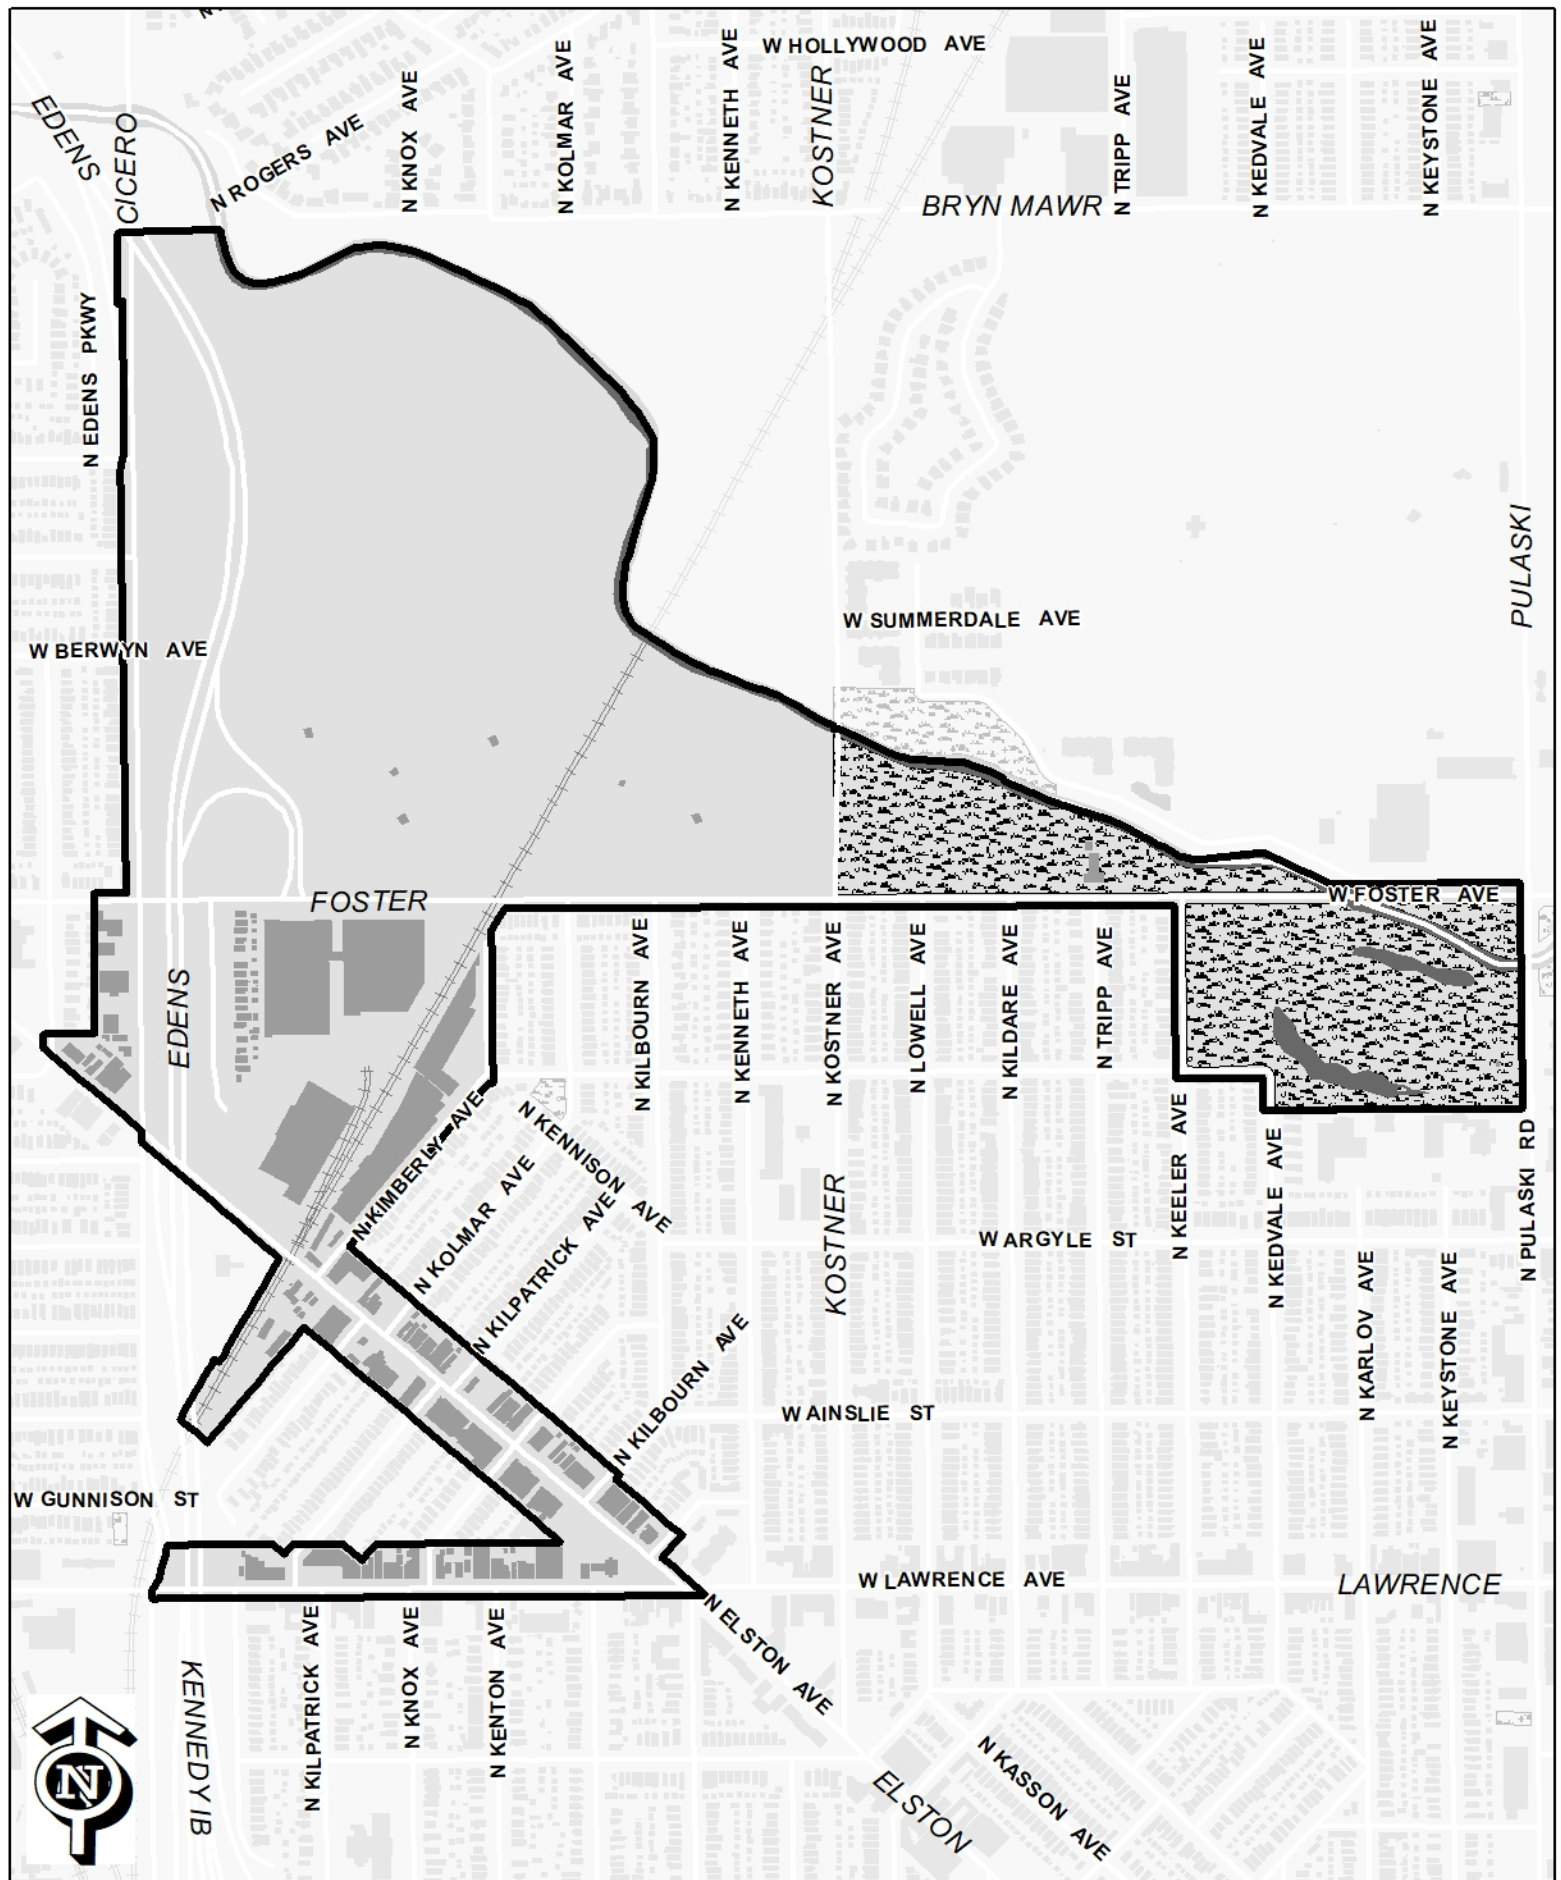 W HOLLYWOOD AVE
EDENS
CICERO
N ROGERS AVE
N KNOX AVE
N KOLMAR AVE
N KENNETH AVE
KOSTNER
BRYN MAWR
N TRIPP AVE
N KEDVALE AVE
N KEYSTONE AVE
N EDENS PKWY
PULASKI
W SUMMERDALE AVE
W BERWYN AVE
FOSTER
W FOSTER AVE
EDENS
N KILBOURN AVE
N KENNETH AVE
N KOSTNER AVE
N LOWELL AVE
N KILDARE AVE
N TRIPP AVE
N KIMBERLY AVE
N KENNISON AVE
N KOLMAR AVE
N KILPATRICK AVE
KOSTNER
W ARGYLE ST
N KEELER AVE
N KEDVALE AVE
N PULASKI RD
N KARLOV AVE
N KEYSTONE AVE
N KILBOURN AVE
W AINSLIE ST
W GUNNISON ST
W LAWRENCE AVE
LAWRENCE
N KILPATRICK AVE
N KNOX AVE
N KENTON AVE
N ELSTON AVE
KENNEDY IB
N
ELSTON
N KASSON AVE